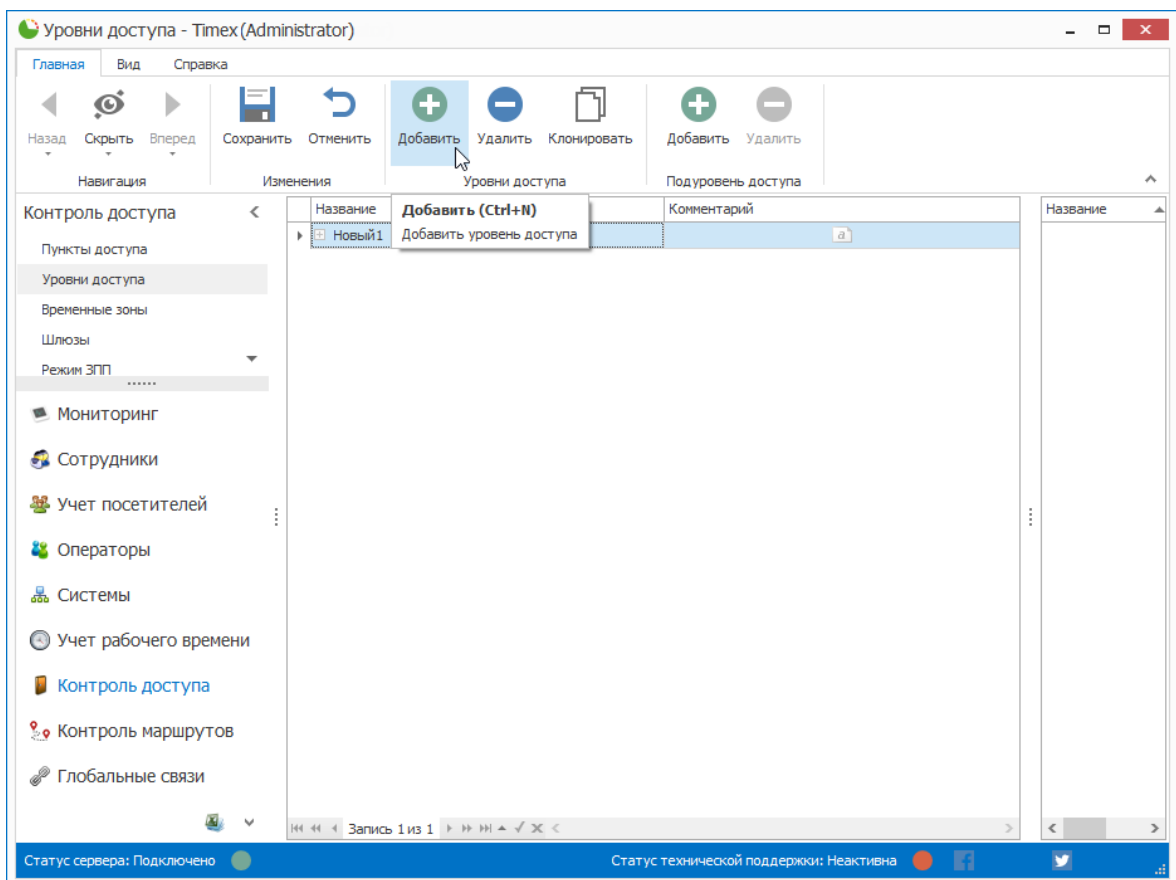 Уровни доступа - Timex (Administrator)
Главная Вид Справка
Назад Скрыть Вперед Сохранить Отменить Добавить Удалить Клонировать Добавить Удалить
Навигация Изменения Уровни доступа Подуровень доступа
Контроль доступа
Название Комментарий Название
Добавить (Ctrl+N)
Добавить уровень доступа
Новый1 a
Пункты доступа
Уровни доступа
Временные зоны
Шлюзы
Режим ЗПП
Мониторинг
Сотрудники
Учет посетителей
Операторы
Системы
Учет рабочего времени
Контроль доступа
Контроль маршрутов
Глобальные связи
Запись 1 из 1
Статус сервера: Подключено Статус технической поддержки: Неактивна